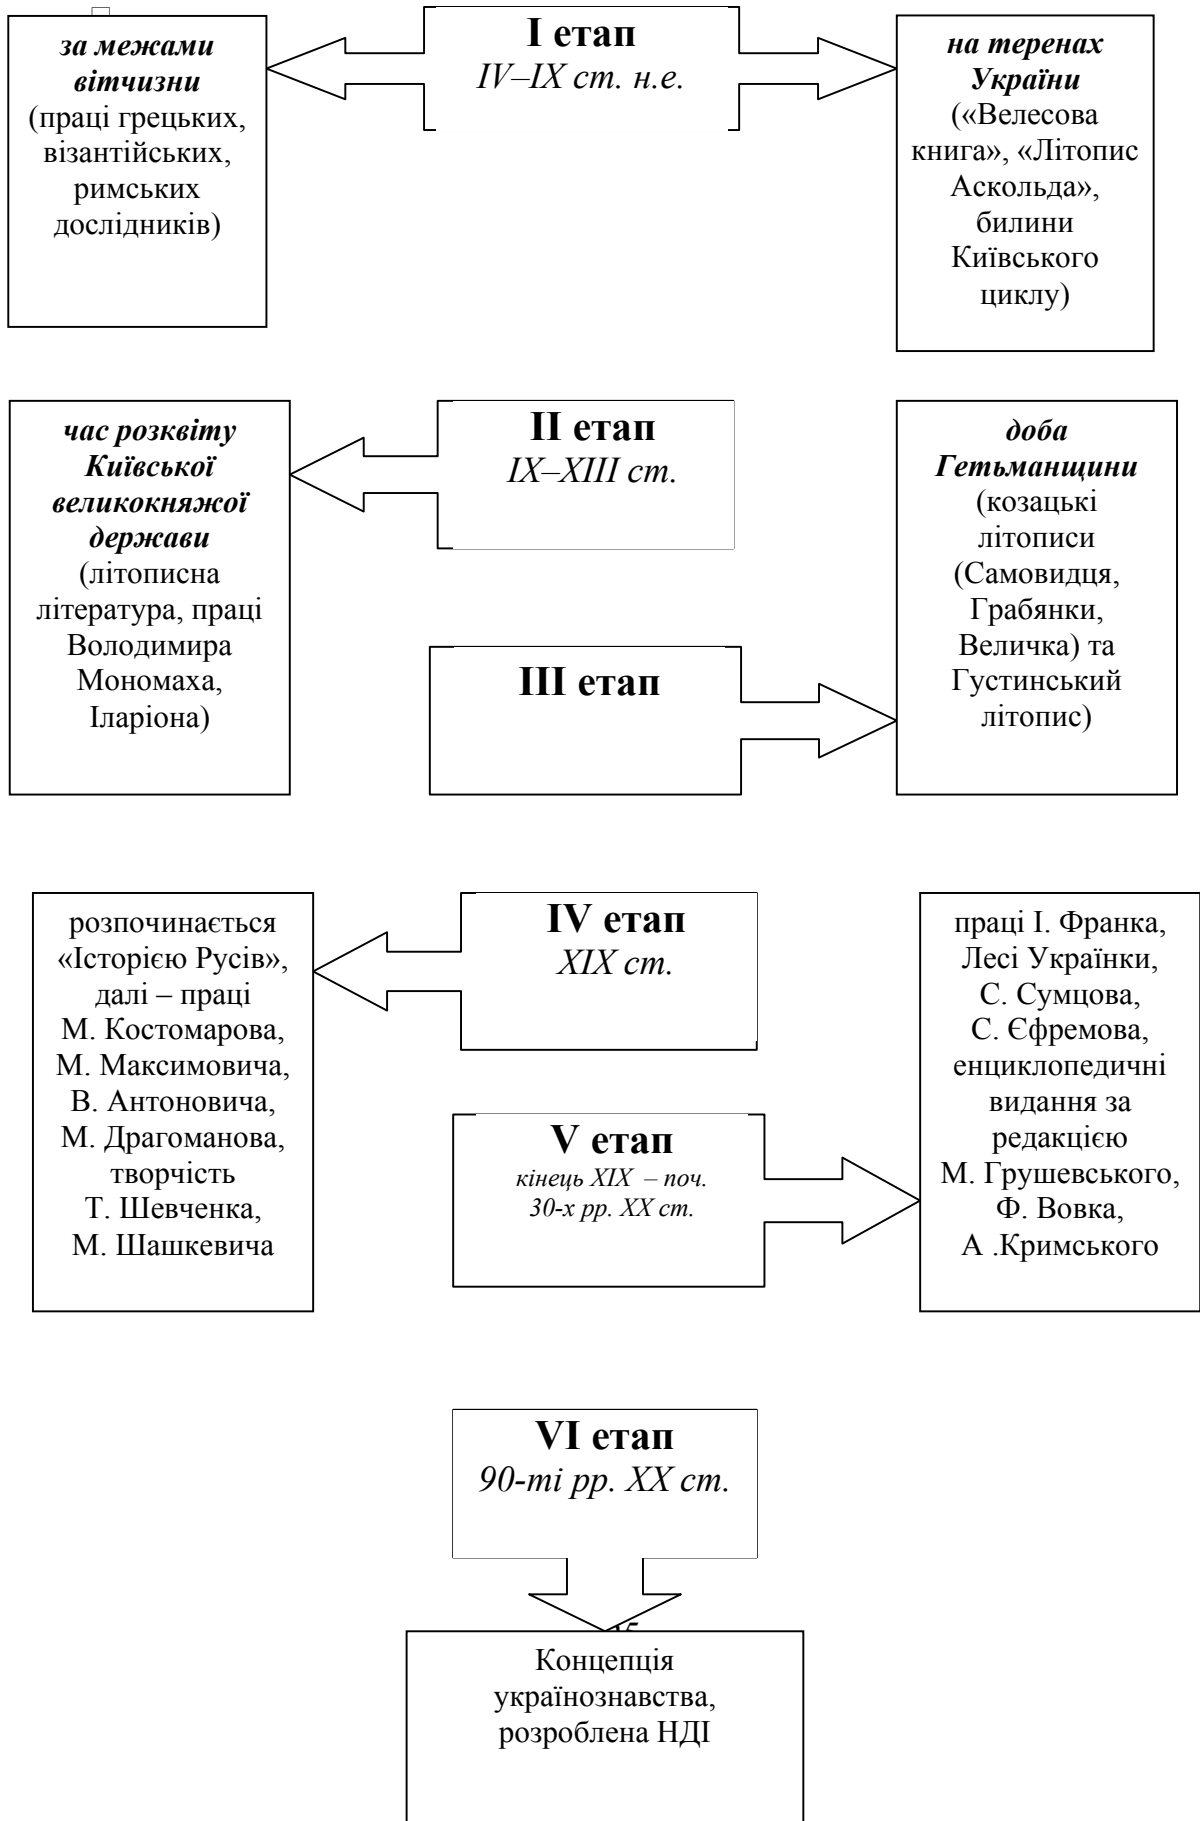 за межами
вітчизни
(праці грецьких,
візантійських,
римських
дослідників)
І етап
IV–IX ст. н.е.
на теренах
України
(«Велесова
книга», «Літопис
Аскольда»,
билини
Київського
циклу)
час розквіту
Київської
великокняжої
держави
(літописна
література, праці
Володимира
Мономаха,
Іларіона)
ІІ етап
IX–XIII ст.
ІІІ етап
доба
Гетьманщини
(козацькі
літописи
(Самовидця,
Грабянки,
Величка) та
Густинський
літопис)
розпочинається
«Історією Русів»,
далі – праці
М. Костомарова,
М. Максимовича,
В. Антоновича,
М. Драгоманова,
творчість
Т. Шевченка,
М. Шашкевича
IV етап
XIX ст.
V етап
кінець XIX – поч.
30-х рр. XX ст.
праці І. Франка,
Лесі Українки,
С. Сумцова,
С. Єфремова,
енциклопедичні
видання за
редакцією
М. Грушевського,
Ф. Вовка,
А .Кримського
VI етап
90-ті рр. XX ст.
Концепція
українознавства,
розроблена НДІ